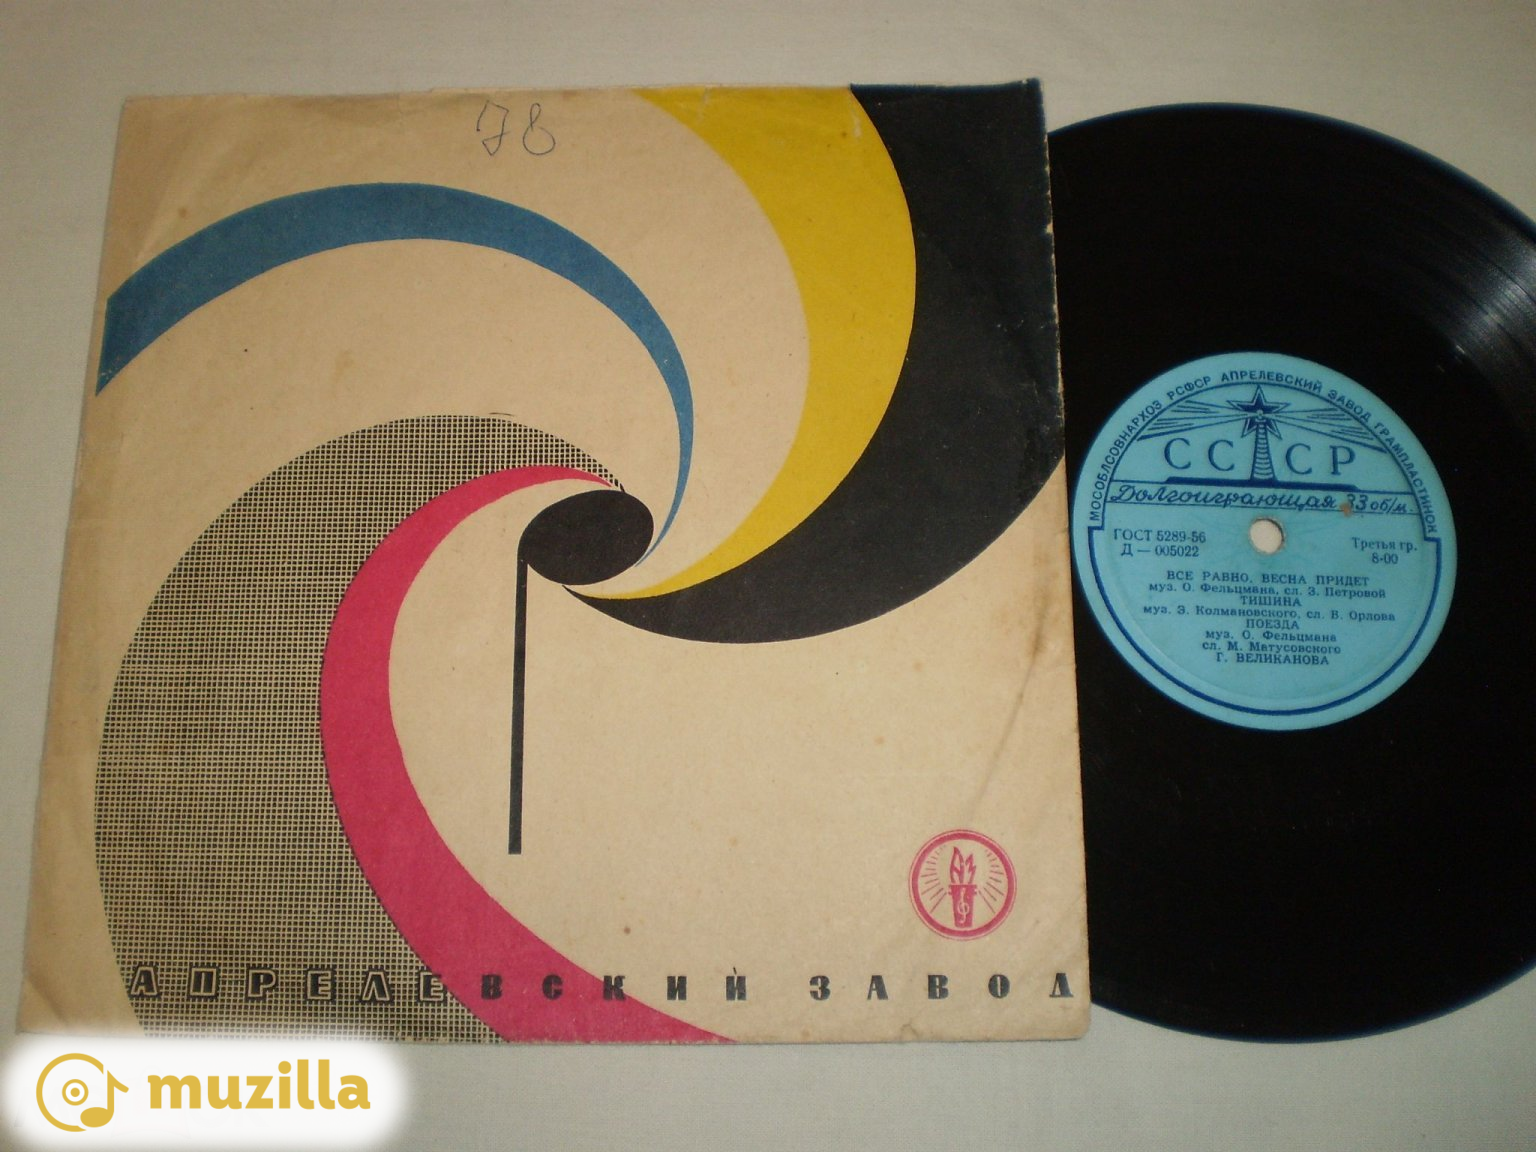 78
АПРЕЛЕВСКИЙ ЗАВОД
МОСОБЛСОВНАРХОЗ РСФСР АПРЕЛЕВСКИЙ ЗАВОД ГРАМПЛАСТИНОК
СССР
Долгоиграющая 33 об/м.
ГОСТ 5289-56
Д — 005022
Третья гр.
8-00
ВСЕ РАВНО, ВЕСНА ПРИДЕТ
муз. О. Фельцмана, сл. З. Петровой
ТИШИНА
муз. Э. Колмановского, сл. В. Орлова
ПОЕЗДА
муз. О. Фельцмана
сл. М. Матусовского
Г. ВЕЛИКАНОВА
muzilla